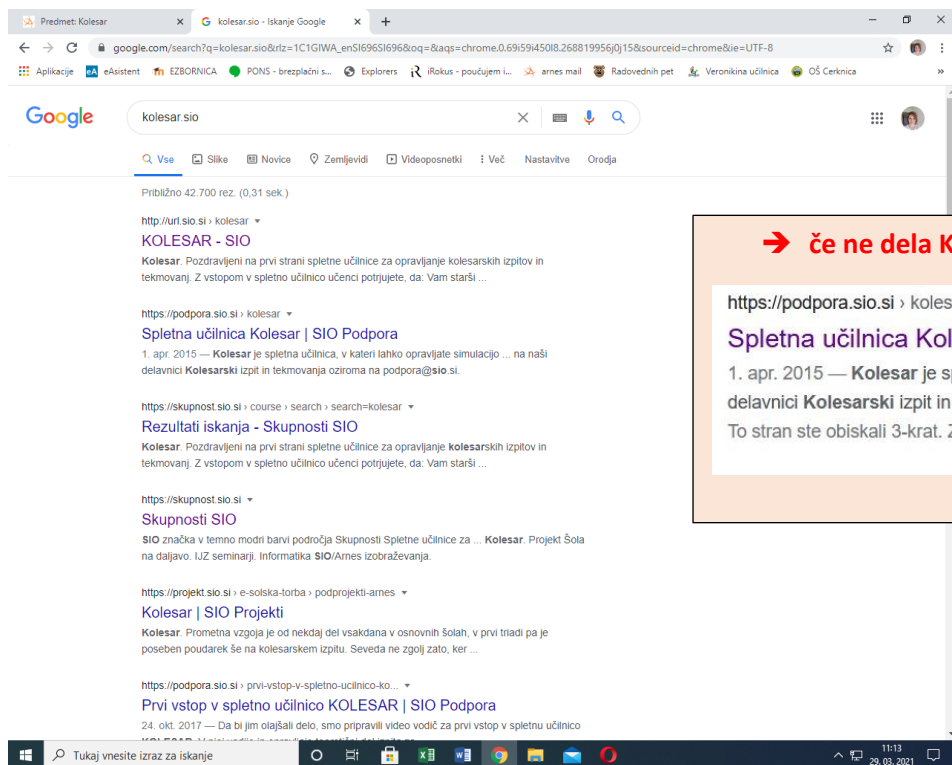 Predmet: Kolesar
kolesar.sio - Iskanje Google
google.com/search?q=kolesar.sio&rlz=1C1GIWA_enSI696SI696&oq=&aqs=chrome.0.69i59i450l8.268819956j0j15&sourceid=chrome&ie=UTF-8
Aplikacije eA eAsistent EZBORNICA PONS - brezplačni s... Explorers iRokus - poučujem i... arnes mail Radovednih pet Veronikina učilnica OŠ Cerknica »
Google kolesar.sio
Vse Slike Novice Zemljevidi Videoposnetki Več Nastavitve Orodja
Približno 42.700 rez. (0,31 sek.)
http://url.sio.si › kolesar
KOLESAR - SIO
Kolesar. Pozdravljeni na prvi strani spletne učilnice za opravljanje kolesarskih izpitov in
tekmovanj. Z vstopom v spletno učilnico učenci potrjujete, da: Vam starši ...
https://podpora.sio.si › kolesar
Spletna učilnica Kolesar | SIO Podpora
1. apr. 2015 — Kolesar je spletna učilnica, v kateri lahko opravljate simulacijo ... na naši
delavnici Kolesarski izpit in tekmovanja oziroma na podpora@sio.si.
https://skupnost.sio.si › course › search › search=kolesar
Rezultati iskanja - Skupnosti SIO
Kolesar. Pozdravljeni na prvi strani spletne učilnice za opravljanje kolesarskih izpitov in
tekmovanj. Z vstopom v spletno učilnico učenci potrjujete, da: Vam starši ...
https://skupnost.sio.si
Skupnosti SIO
SIO značka v temno modri barvi področja Skupnosti Spletne učilnice za ... Kolesar. Projekt Šola
na daljavo. IJZ seminarji. Informatika SIO/Arnes izobraževanja.
https://projekt.sio.si › e-solska-torba › podprojekti-arnes
Kolesar | SIO Projekti
Kolesar. Prometna vzgoja je od nekdaj del vsakdana v osnovnih šolah, v prvi triadi pa je
poseben poudarek še na kolesarskem izpitu. Seveda ne zgolj zato, ker ...
https://podpora.sio.si › prvi-vstop-v-spletno-ucilnico-ko...
Prvi vstop v spletno učilnico KOLESAR | SIO Podpora
24. okt. 2017 — Da bi jim olajšali delo, smo pripravili video vodič za prvi vstop v spletno učilnico
➔ če ne dela K
https://podpora.sio.si › koles
Spletna učilnica Kol
1. apr. 2015 — Kolesar je s
delavnici Kolesarski izpit in
To stran ste obiskali 3-krat.
Tukaj vnesite izraz za iskanje
11:13
29. 03. 2021